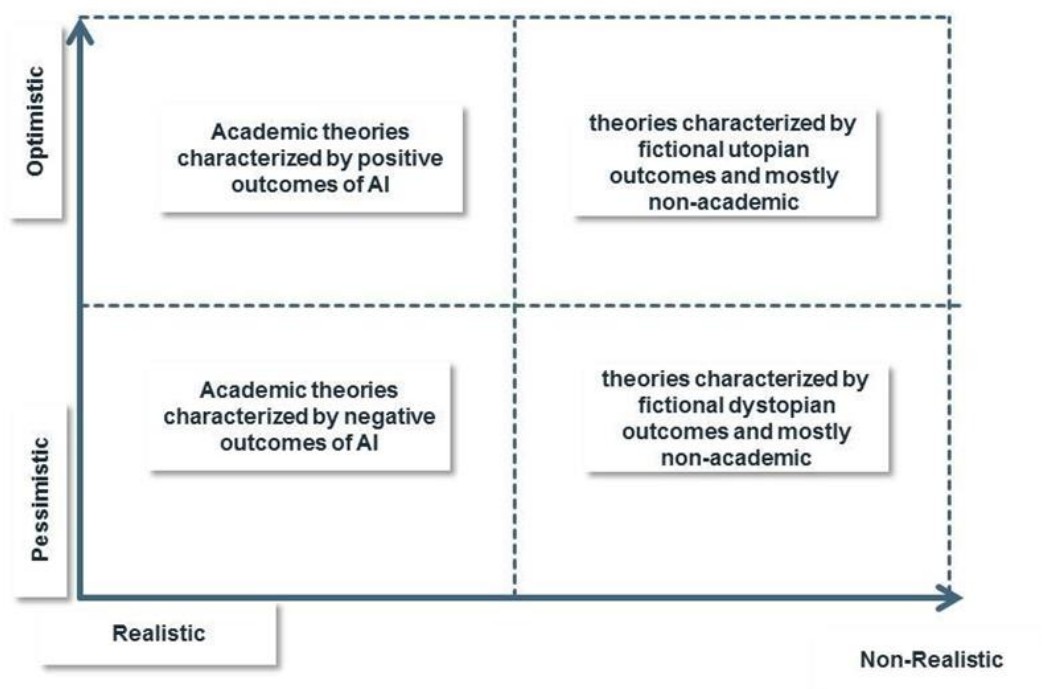 Optimistic
Academic theories
characterized by positive
outcomes of AI
theories characterized by
fictional utopian
outcomes and mostly
non-academic
Pessimistic
Academic theories
characterized by negative
outcomes of AI
theories characterized by
fictional dystopian
outcomes and mostly
non-academic
Realistic
Non-Realistic